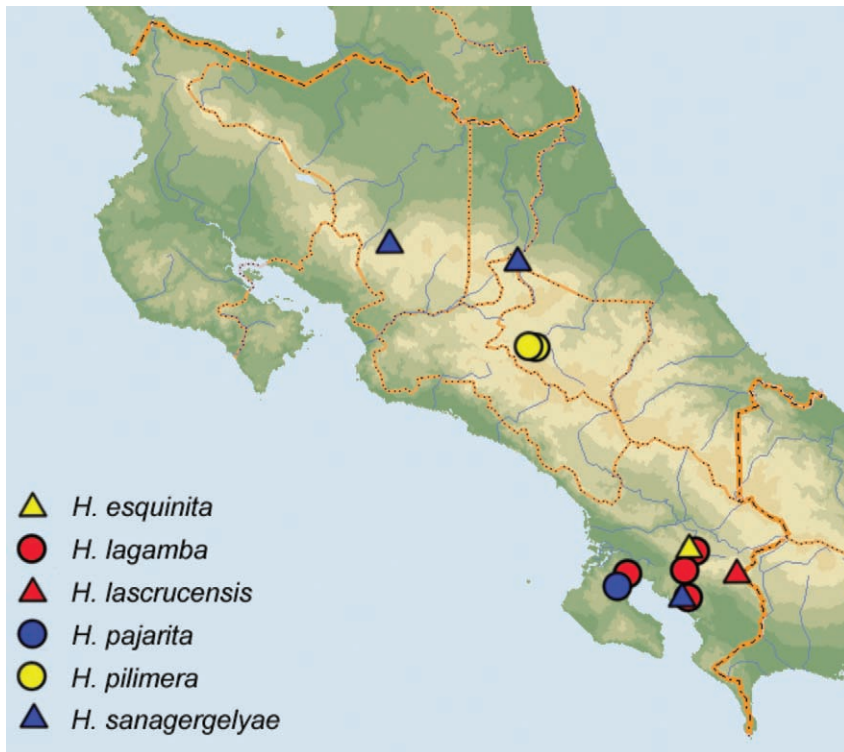 H. esquinita
H. lagamba
H. lascrucensis
H. pajarita
H. pilimera
H. sanagergelyae